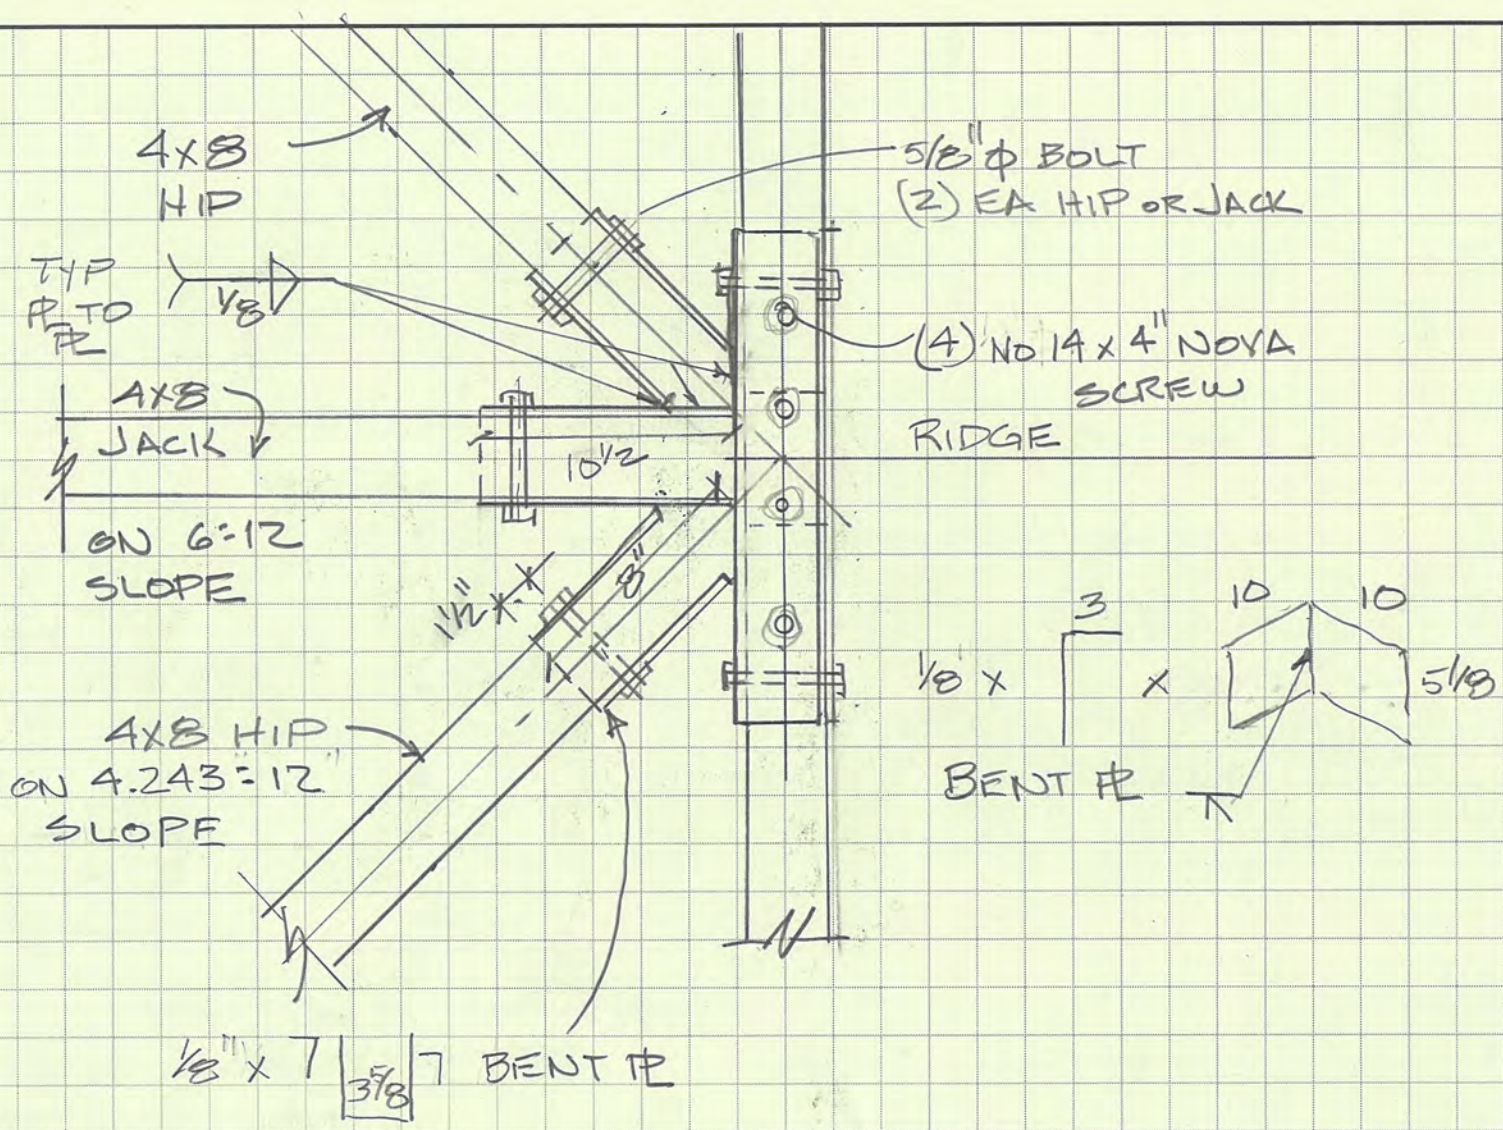 4x8
HIP
5/8"φ BOLT
(2) EA HIP OR JACK
TYP
PL TO
PL
1/8
(4) NO 14 x 4" NOVA
SCREW
4x8
JACK
10 1/2
RIDGE
ON 6:12
SLOPE
1 1/2"
8"
3
10 10
1/8 x
x
5 1/8
BENT PL
4x8 HIP
ON 4.243":12"
SLOPE
1/8" x 7 3 5/8 7 BENT PL